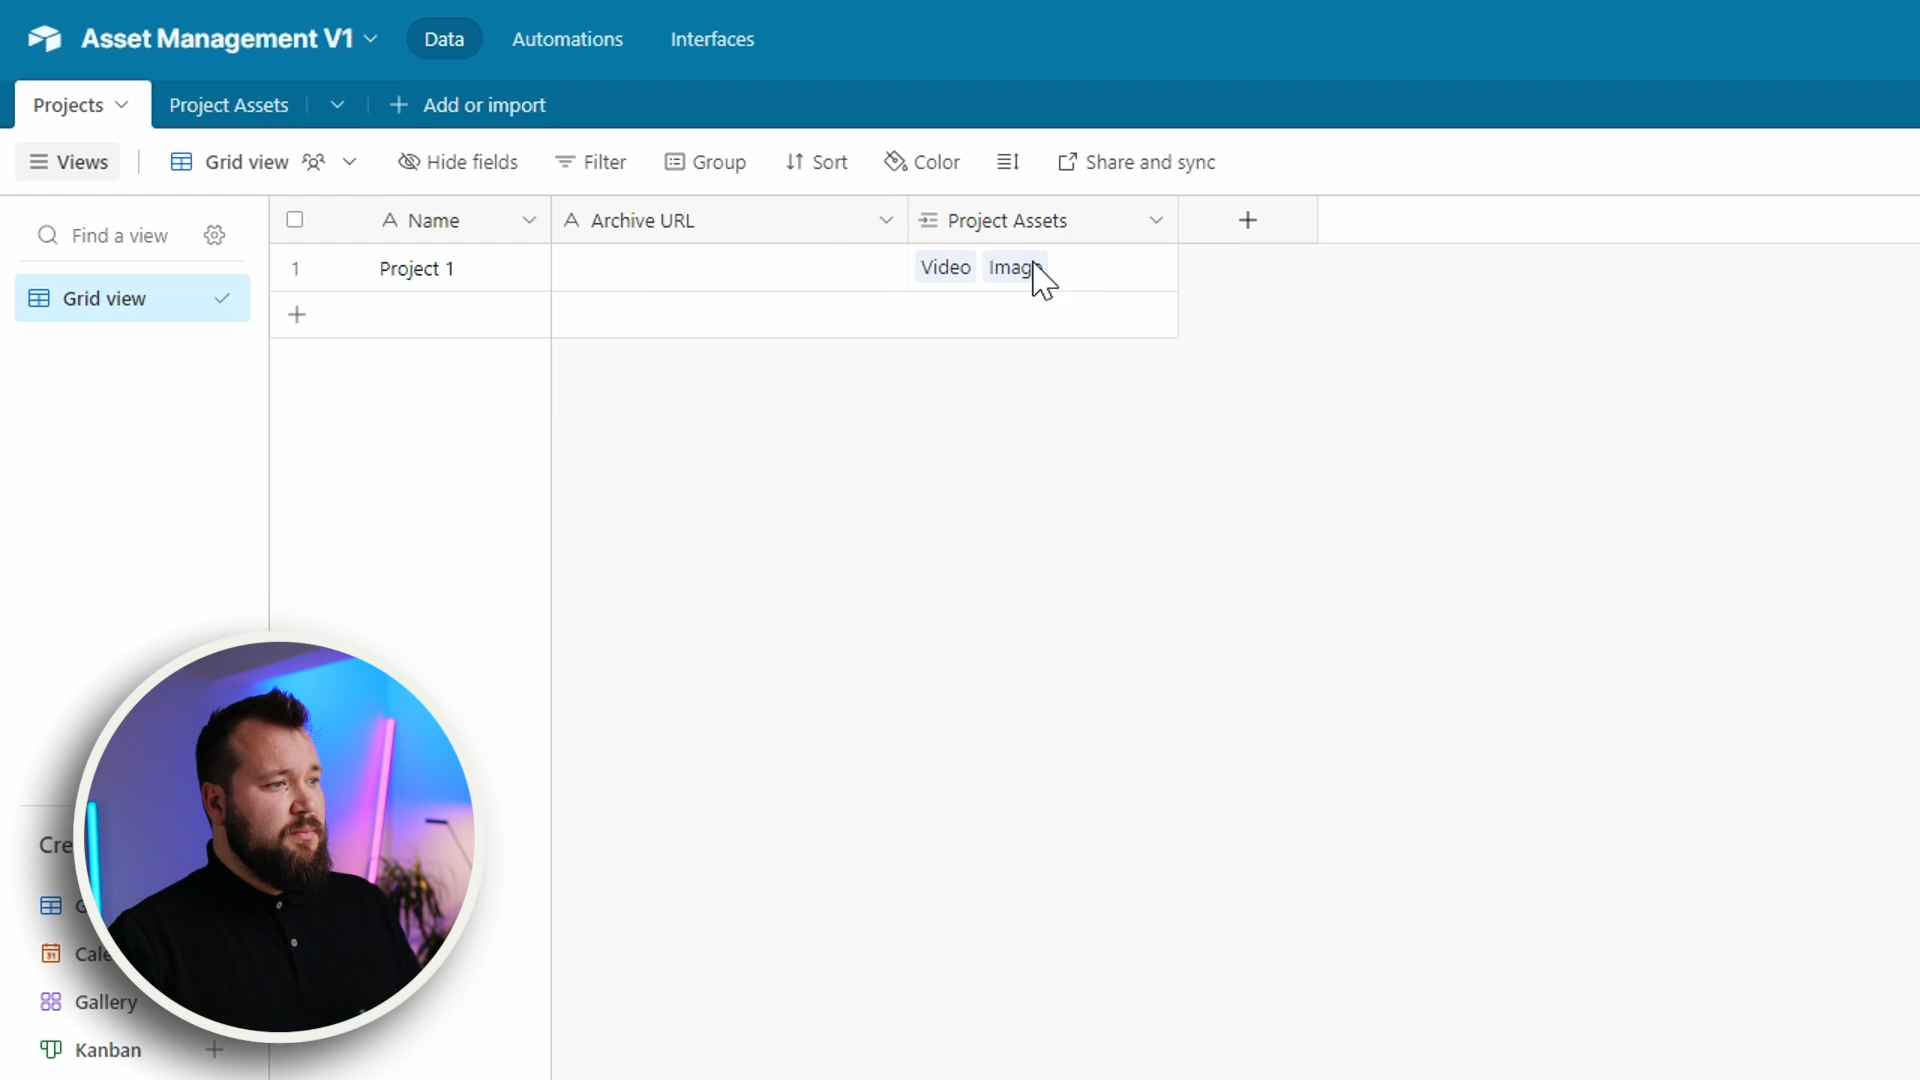 Asset Management V1
Data
Automations
Interfaces
Projects
Project Assets
Add or import
Views
Grid view
Hide fields
Filter
Group
Sort
Color
Share and sync
Find a view
Name
Archive URL
Project Assets
1
Project 1
Video
Image
Grid view
Gallery
Kanban